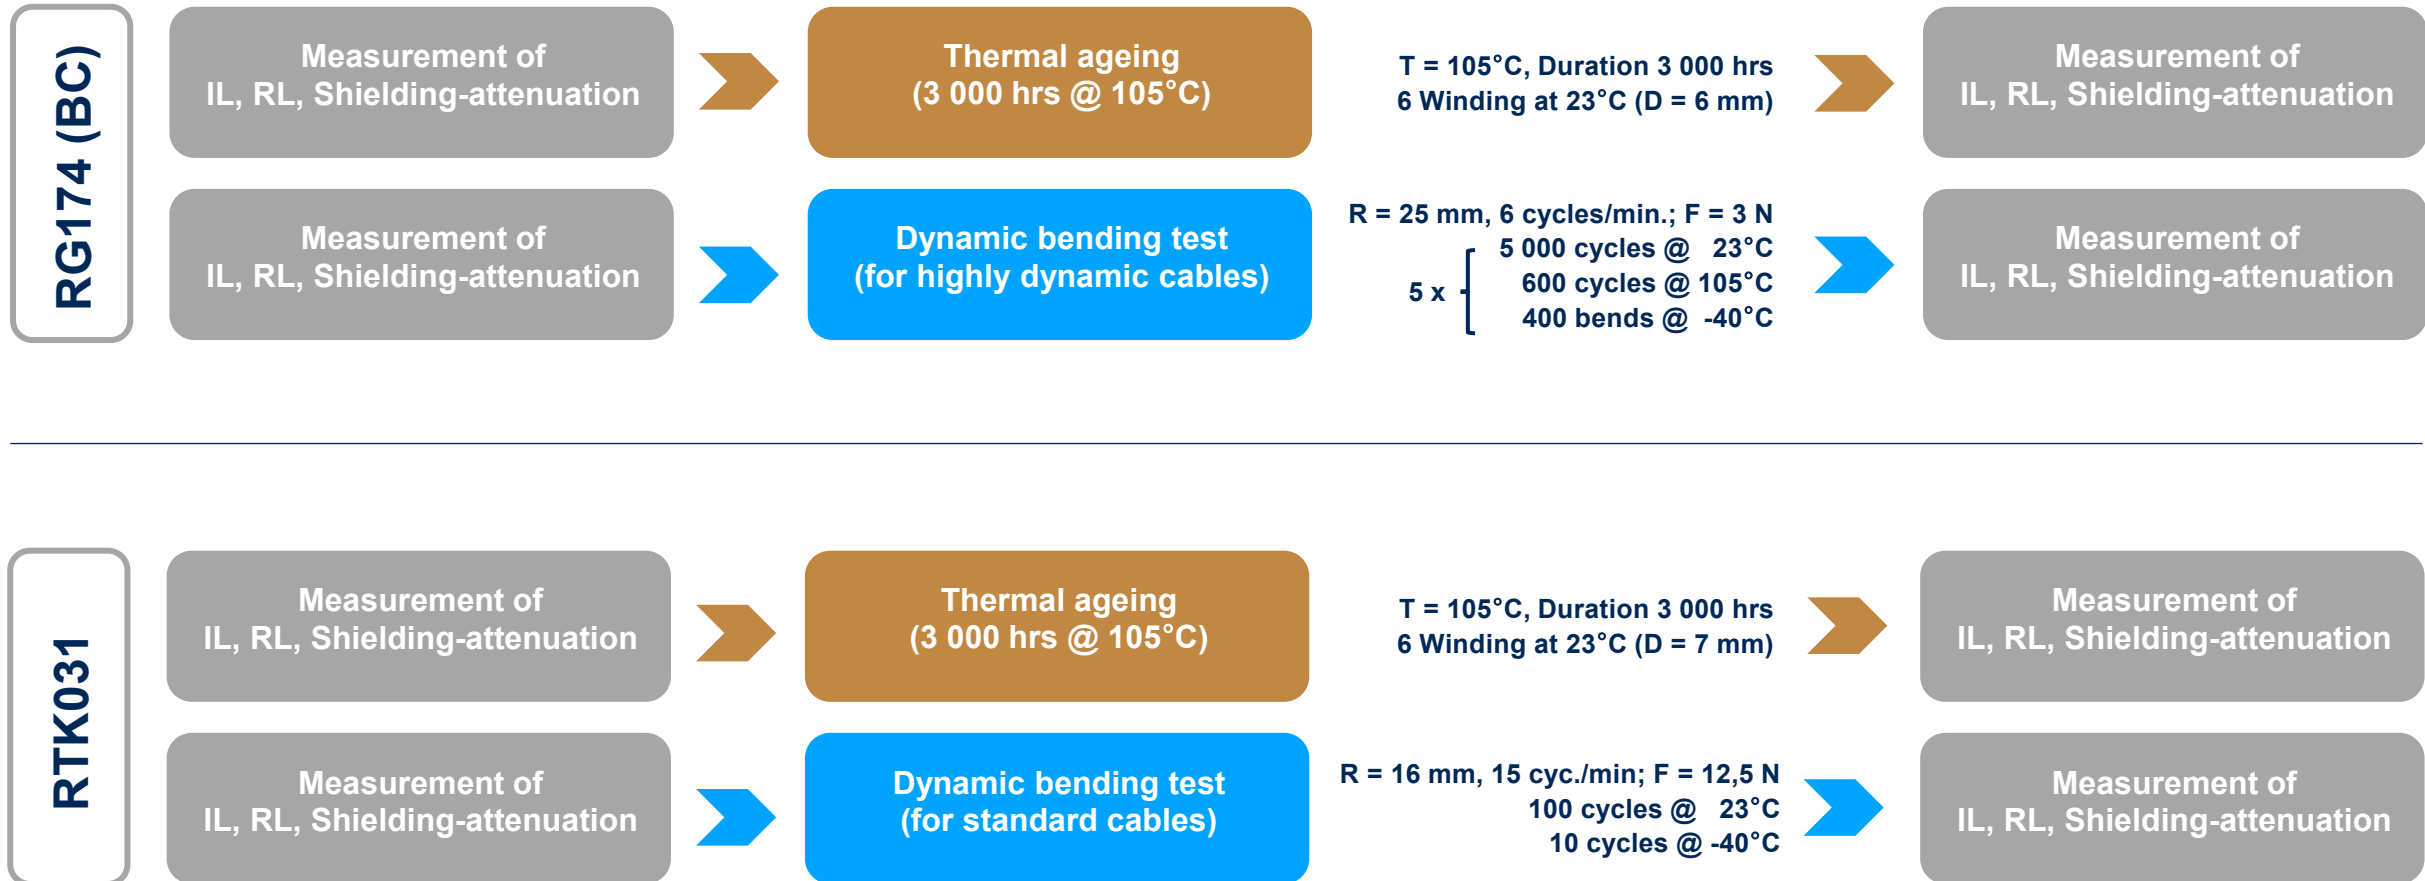 RG174 (BC)
Measurement of
IL, RL, Shielding-attenuation
Thermal ageing
(3 000 hrs @ 105°C)
T = 105°C, Duration 3 000 hrs
6 Winding at 23°C (D = 6 mm)
Measurement of
IL, RL, Shielding-attenuation
Measurement of
IL, RL, Shielding-attenuation
Dynamic bending test
(for highly dynamic cables)
R = 25 mm, 6 cycles/min.; F = 3 N
5 x
5 000 cycles @ 23°C
600 cycles @ 105°C
400 bends @ -40°C
Measurement of
IL, RL, Shielding-attenuation
RTK031
Measurement of
IL, RL, Shielding-attenuation
Thermal ageing
(3 000 hrs @ 105°C)
T = 105°C, Duration 3 000 hrs
6 Winding at 23°C (D = 7 mm)
Measurement of
IL, RL, Shielding-attenuation
Measurement of
IL, RL, Shielding-attenuation
Dynamic bending test
(for standard cables)
R = 16 mm, 15 cyc./min; F = 12,5 N
100 cycles @ 23°C
10 cycles @ -40°C
Measurement of
IL, RL, Shielding-attenuation